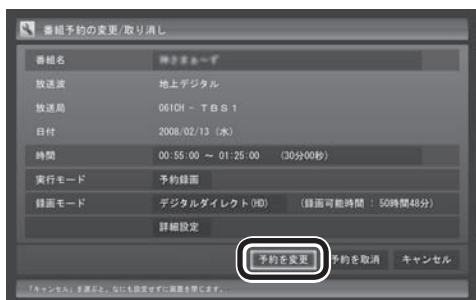 番組予約の変更/取り消し
番組名
放送波 地上デジタル
放送局 061CH - TBS1
日付 2008/02/13 (水)
時間 00:55:00 ～ 01:25:00 (30分00秒)
実行モード 予約録画
録画モード デジタルダイレクト(HD) (録画可能時間 : 50時間48分)
詳細設定
予約を変更 予約を取消 キャンセル
「キャンセル」を選ぶと、なにも設定せずに画面を閉じます。